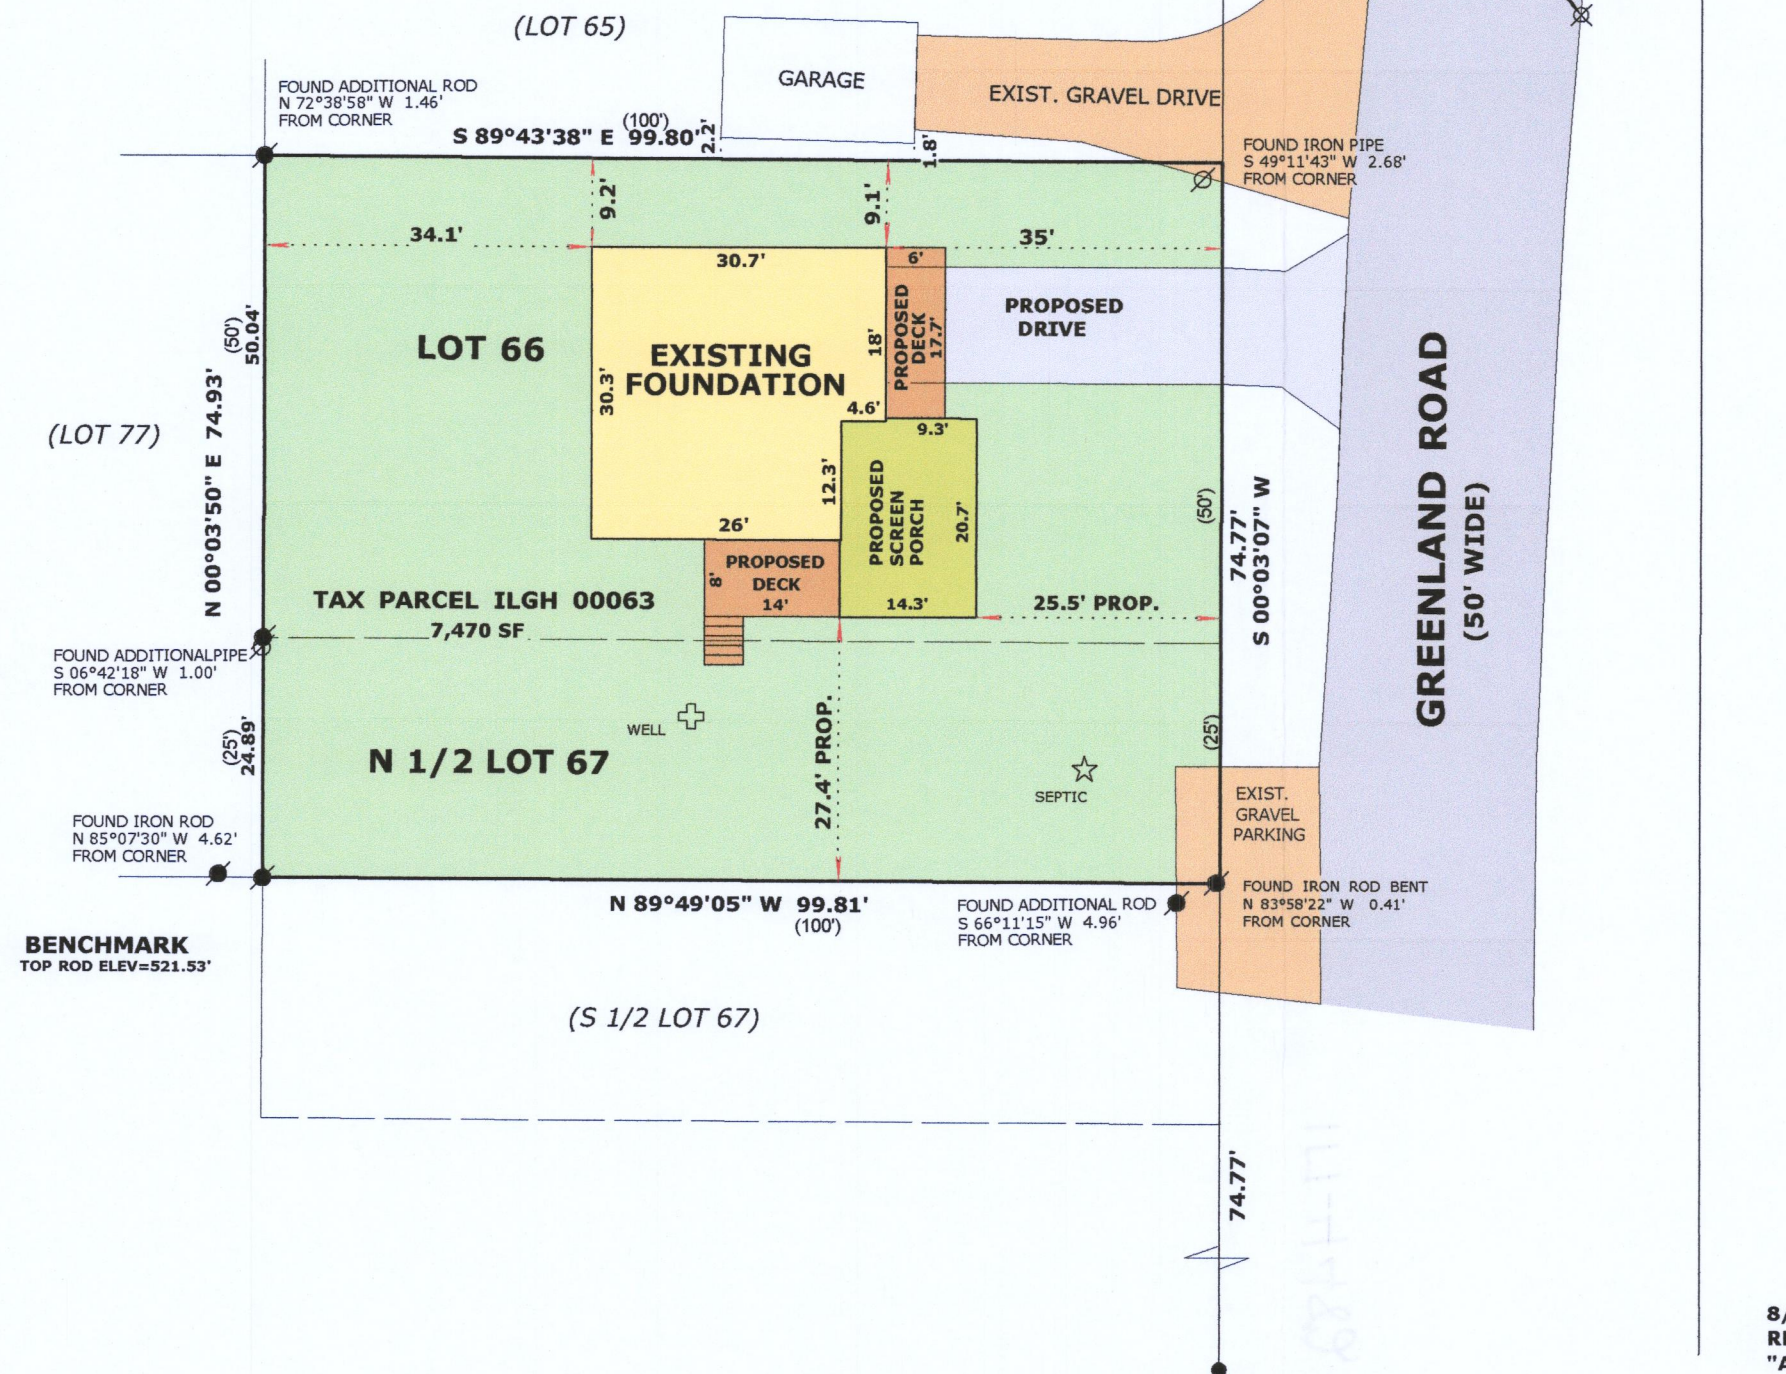 (LOT 65)
GARAGE
EXIST. GRAVEL DRIVE
FOUND ADDITIONAL ROD
N 72°38'58" W 1.46'
FROM CORNER
(100')
S 89°43'38" E 99.80'
2.2'
1.8'
FOUND IRON PIPE
S 49°11'43" W 2.68'
FROM CORNER
9.2'
9.1'
34.1'
35'
30.7'
6'
PROPOSED
DECK
17.7'
18'
PROPOSED
DRIVE
LOT 66
EXISTING
FOUNDATION
30.3'
4.6'
9.3'
(50')
50.04'
N 00°03'50" E 74.93'
(LOT 77)
12.3'
PROPOSED
SCREEN
PORCH
20.7'
26'
PROPOSED
DECK
8'
14'
14.3'
25.5' PROP.
(50')
74.77'
S 00°03'07" W
GREENLAND ROAD
(50' WIDE)
TAX PARCEL ILGH 00063
7,470 SF
FOUND ADDITIONALPIPE
S 06°42'18" W 1.00'
FROM CORNER
(25')
24.89'
WELL
27.4' PROP.
N 1/2 LOT 67
SEPTIC
(25')
EXIST.
GRAVEL
PARKING
FOUND IRON ROD
N 85°07'30" W 4.62'
FROM CORNER
N 89°49'05" W 99.81'
(100')
FOUND ADDITIONAL ROD
S 66°11'15" W 4.96'
FROM CORNER
FOUND IRON ROD BENT
N 83°58'22" W 0.41'
FROM CORNER
BENCHMARK
TOP ROD ELEV=521.53'
(S 1/2 LOT 67)
74.77'
8/
"A